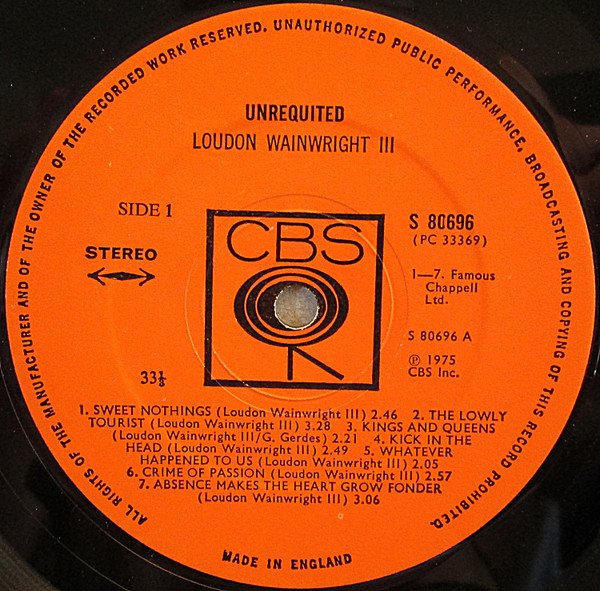 ALL RIGHTS OF THE MANUFACTURER AND OF THE OWNER OF THE RECORDED WORK RESERVED. UNAUTHORIZED PUBLIC PERFORMANCE, BROADCASTING AND COPYING OF THIS RECORD PROHIBITED.
UNREQUITED
LOUDON WAINWRIGHT III
SIDE 1
STEREO
33⅓
CBS
S 80696
(PC 33369)
1—7. Famous
Chappell
Ltd.
S 80696 A
℗ 1975
CBS Inc.
1. SWEET NOTHINGS (Loudon Wainwright III) 2.46 2. THE LOWLY
TOURIST (Loudon Wainwright III) 3.28 3. KINGS AND QUEENS
(Loudon Wainwright III/G. Gerdes) 2.21 4. KICK IN THE
HEAD (Loudon Wainwright III) 2.49 5. WHATEVER
HAPPENED TO US (Loudon Wainwright III) 2.05
6. CRIME OF PASSION (Loudon Wainwright III) 2.57
7. ABSENCE MAKES THE HEART GROW FONDER
(Loudon Wainwright III) 3.06
MADE IN ENGLAND